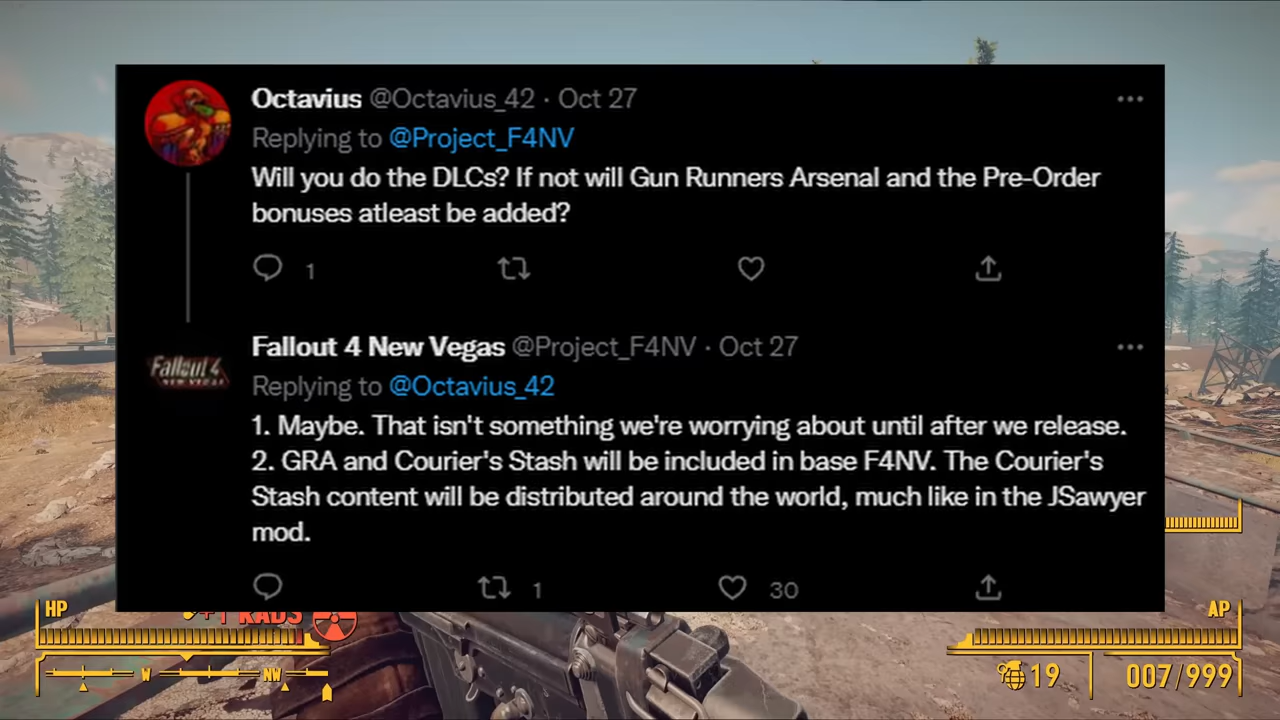 Octavius @Octavius_42 · Oct 27
Replying to @Project_F4NV
Will you do the DLCs? If not will Gun Runners Arsenal and the Pre-Order
bonuses atleast be added?
1
Fallout 4
NEW VEGAS
Fallout 4 New Vegas @Project_F4NV · Oct 27
Replying to @Octavius_42
1. Maybe. That isn't something we're worrying about until after we release.
2. GRA and Courier's Stash will be included in base F4NV. The Courier's
Stash content will be distributed around the world, much like in the JSawyer
mod.
1 30
HP
+1 RADS
AP
W NW
19 007/999